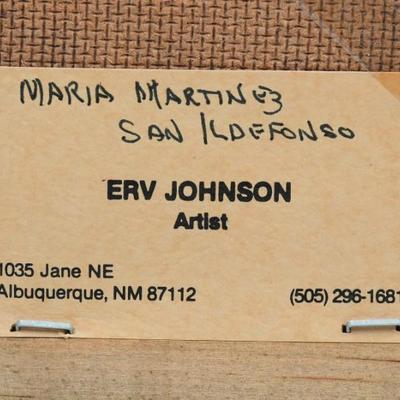 MARIA MARTINEZ
SAN ILDEFONSO
ERV JOHNSON
Artist
1035 Jane NE
Albuquerque, NM 87112
(505) 296-1681